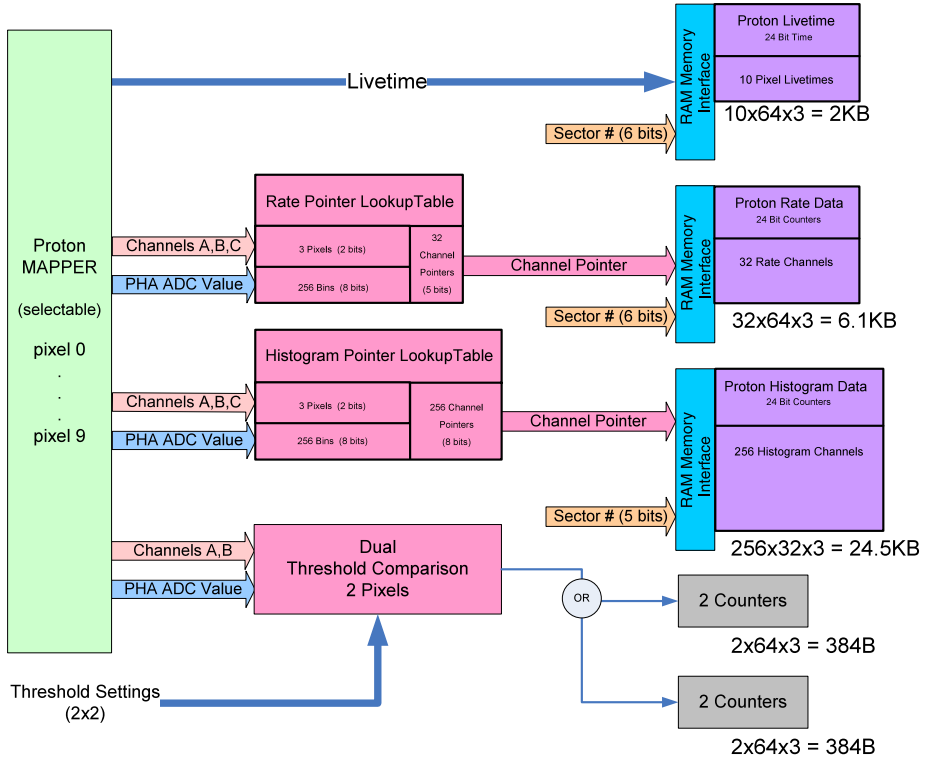 Proton
MAPPER
(selectable)
pixel 0
.
.
.
pixel 9
Livetime
Sector # (6 bits)
RAM Memory
Interface
Proton Livetime
24 Bit Time
10 Pixel Livetimes
10x64x3 = 2KB
Channels A,B,C
PHA ADC Value
Rate Pointer LookupTable
3 Pixels (2 bits)
256 Bins (8 bits)
32
Channel
Pointers
(5 bits)
Channel Pointer
Sector # (6 bits)
RAM Memory
Interface
Proton Rate Data
24 Bit Counters
32 Rate Channels
32x64x3 = 6.1KB
Channels A,B,C
PHA ADC Value
Histogram Pointer LookupTable
3 Pixels (2 bits)
256 Bins (8 bits)
256 Channel
Pointers
(8 bits)
Channel Pointer
Sector # (5 bits)
RAM Memory
Interface
Proton Histogram Data
24 Bit Counters
256 Histogram Channels
256x32x3 = 24.5KB
Channels A,B
PHA ADC Value
Dual
Threshold Comparison
2 Pixels
OR
2 Counters
2x64x3 = 384B
2 Counters
2x64x3 = 384B
Threshold Settings
(2x2)